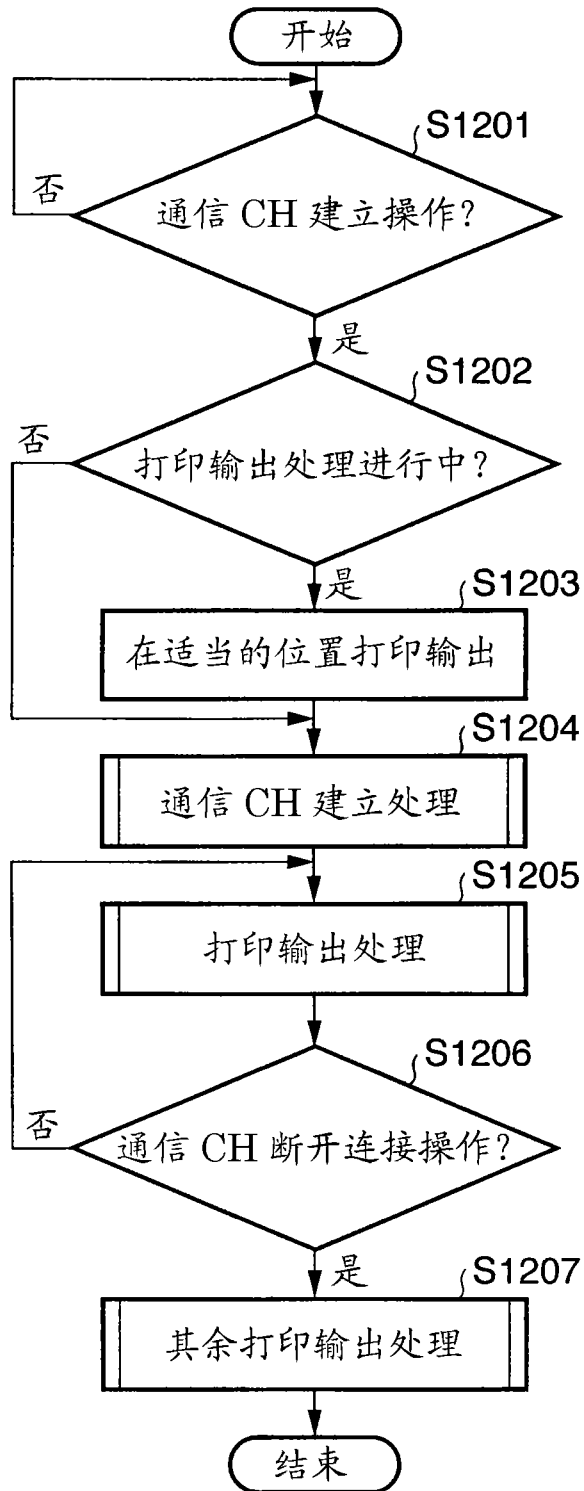 开始
S1201
否
通信 CH 建立操作?
是
S1202
否
打印输出处理进行中?
是
S1203
在适当的位置打印输出
S1204
通信 CH 建立处理
S1205
打印输出处理
S1206
否
通信 CH 断开连接操作?
是
S1207
其余打印输出处理
结束